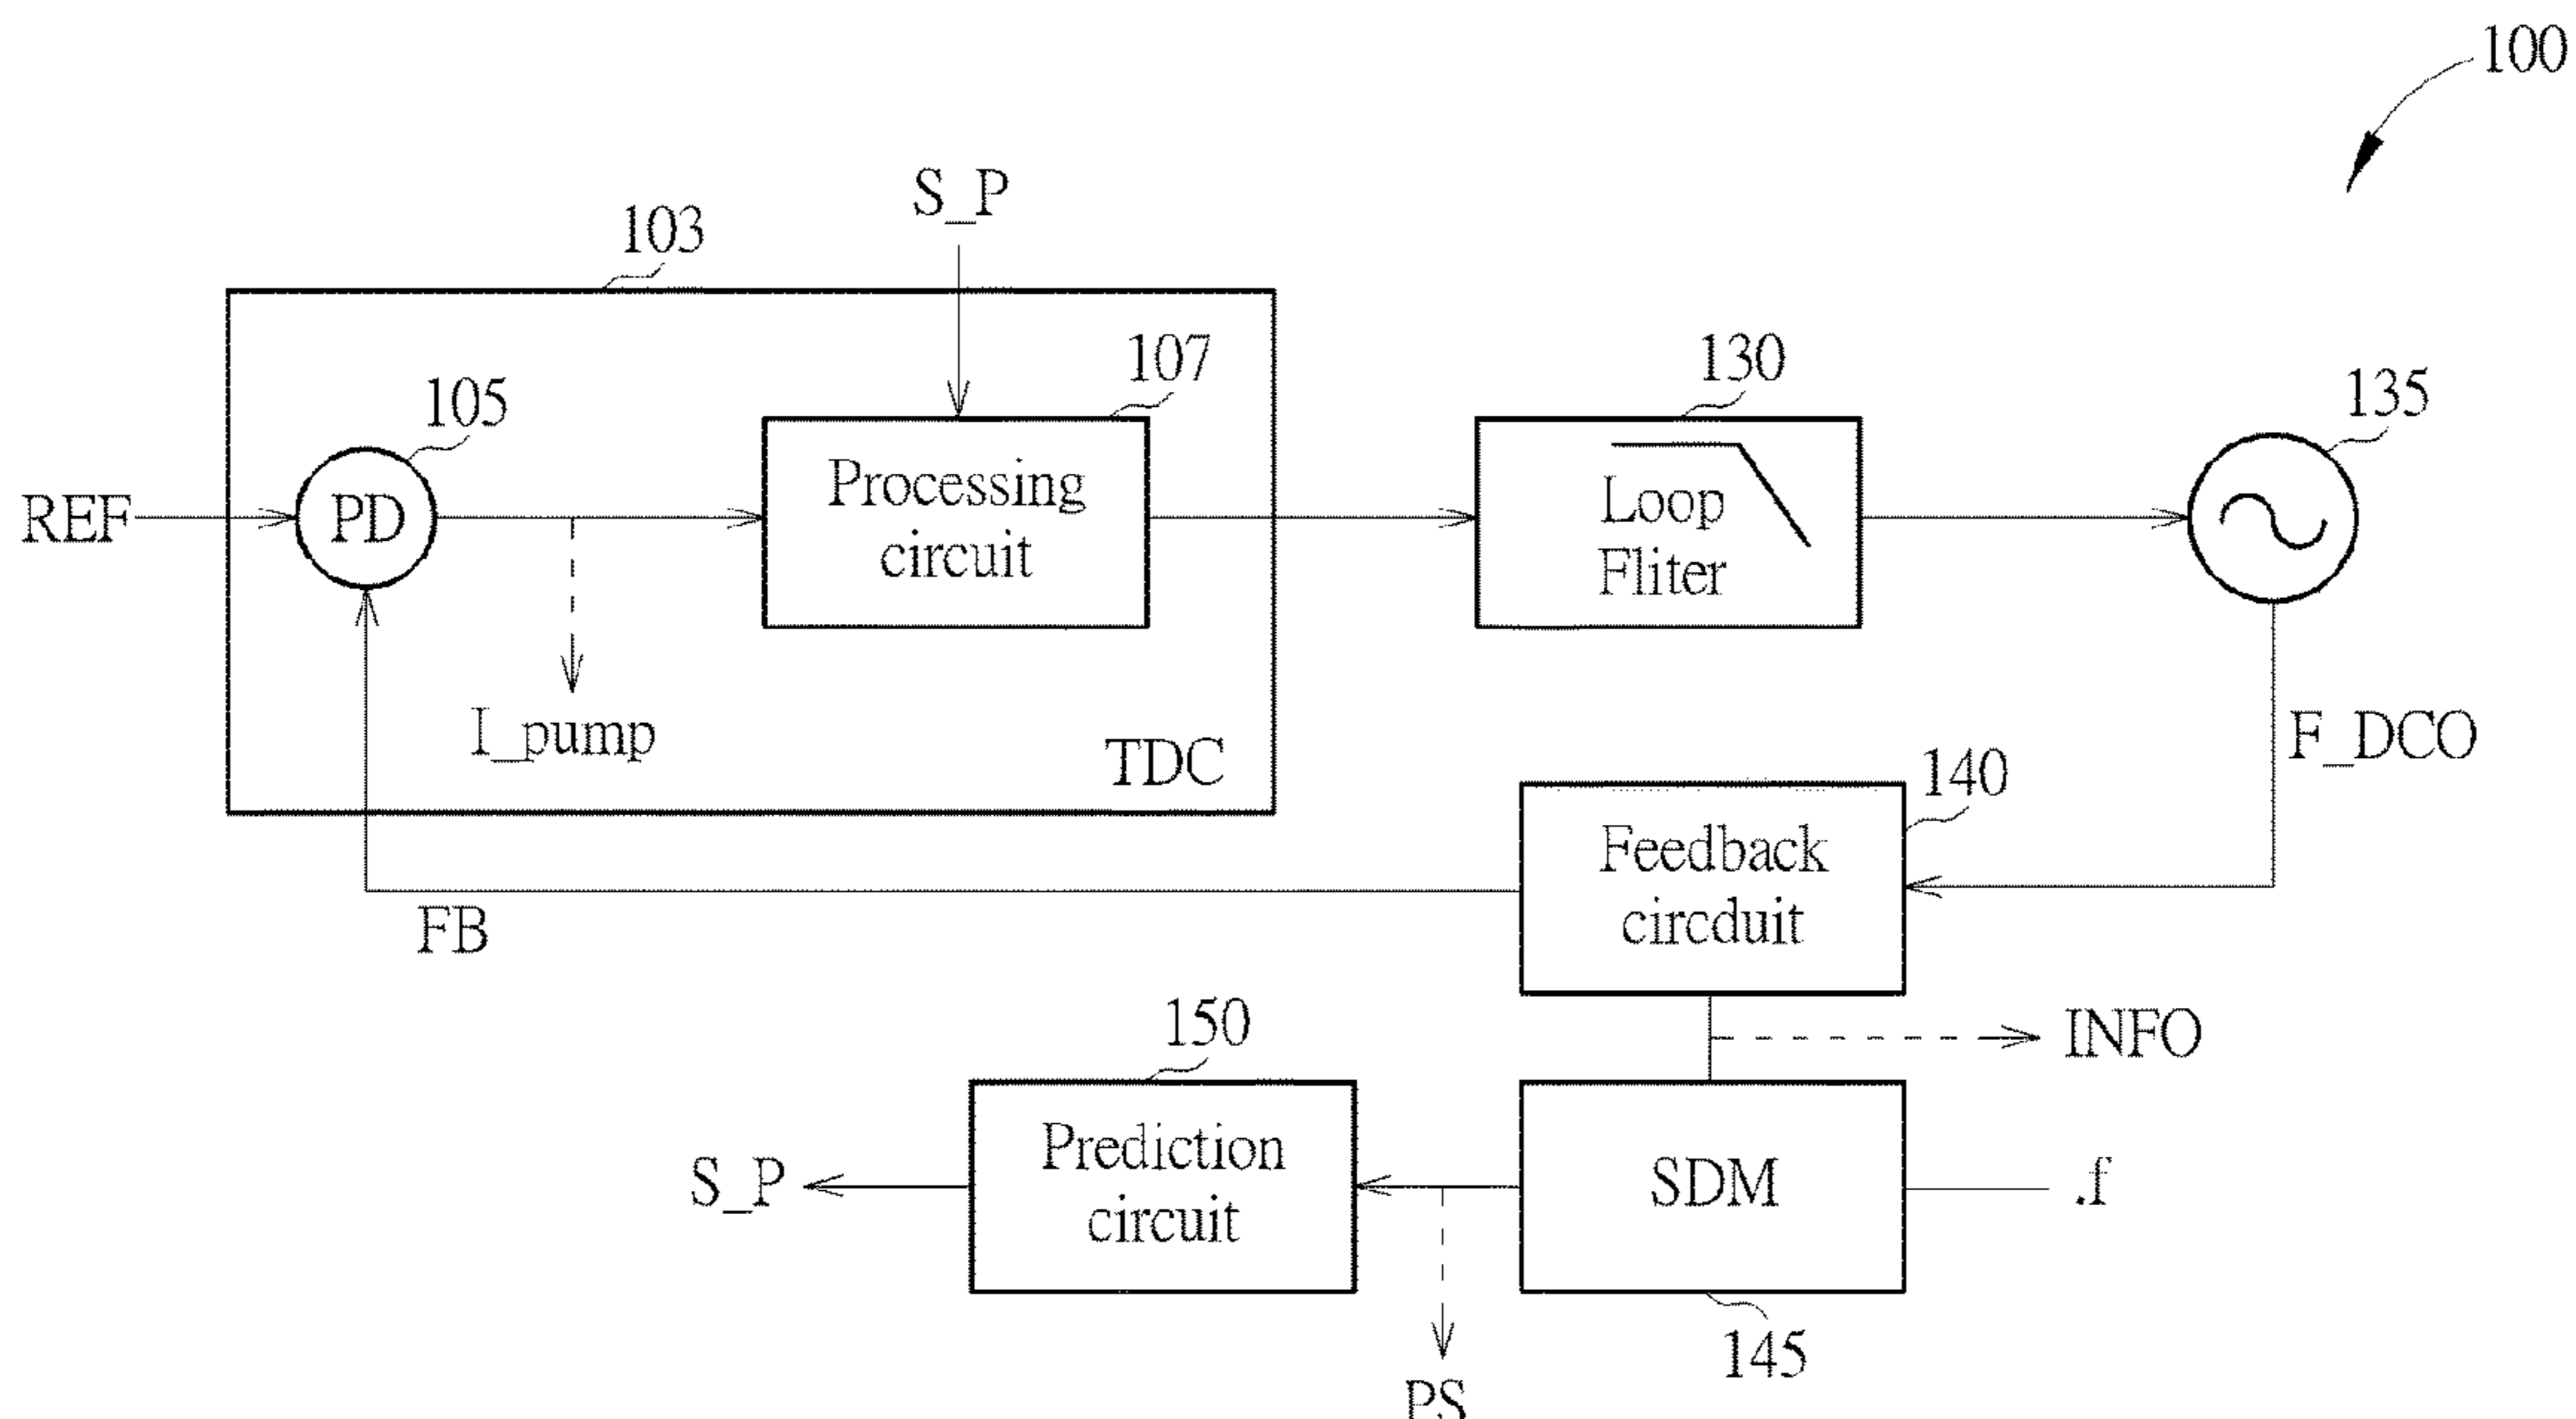 100
S_P
103
107
130
135
105
REF
PD
Processing
circuit
Loop
Fliter
I_pump
TDC
F_DCO
140
Feedback
circduit
FB
INFO
150
Prediction
circuit
S_P
SDM
.f
145
PS